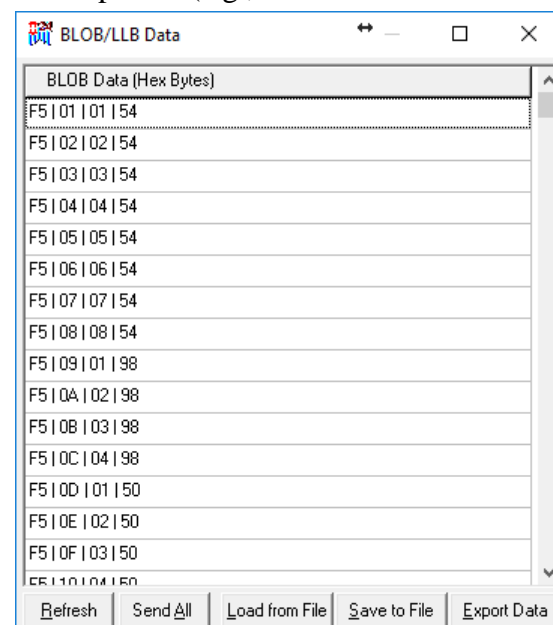 BLOB/LLB Data
BLOB Data (Hex Bytes)
F5 | 01 | 01 | 54
F5 | 02 | 02 | 54
F5 | 03 | 03 | 54
F5 | 04 | 04 | 54
F5 | 05 | 05 | 54
F5 | 06 | 06 | 54
F5 | 07 | 07 | 54
F5 | 08 | 08 | 54
F5 | 09 | 01 | 98
F5 | 0A | 02 | 98
F5 | 0B | 03 | 98
F5 | 0C | 04 | 98
F5 | 0D | 01 | 50
F5 | 0E | 02 | 50
F5 | 0F | 03 | 50
F5 | 10 | 04 | 50
Refresh Send All Load from File Save to File Export Data